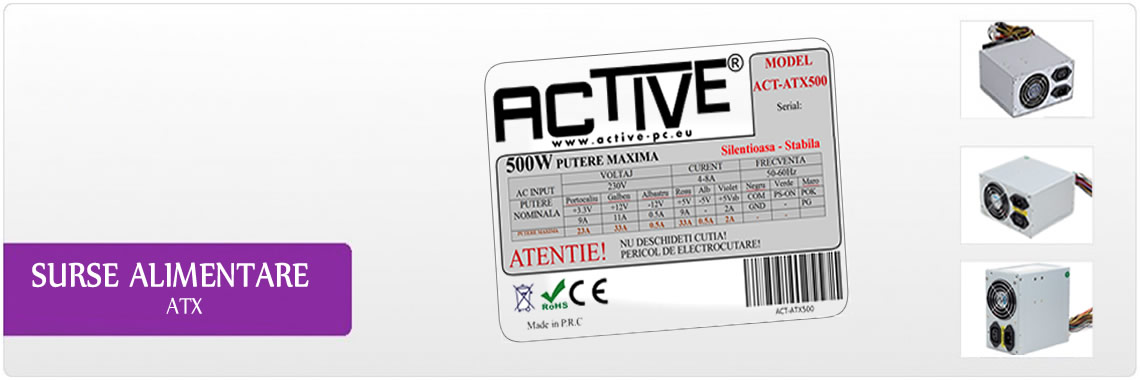 SURSE ALIMENTARE
ATX
ACTIVE®
www.active-pc.eu
MODEL
ACT-ATX500
Serial:
500W PUTERE MAXIMA
Silentioasa - Stabila
VOLTAJ CURENT FRECVENTA
AC INPUT 230V 4-8A 50-60Hz
PUTERE NOMINALA Portocaliu Galben Albastru Rosu Alb Violet Negru Verde Maro
+3.3V +12V -12V +5V -5V +5Vsb COM PS-ON POK
9A 11A 0.5A 9A - 2A GND - PG
PUTERE MAXIMA 23A 33A 0.5A 33A 0.5A 2A - -
ATENTIE! NU DESCHIDETI CUTIA!
PERICOL DE ELECTROCUTARE!
RoHS CE
Made in P.R.C
ACT-ATX500